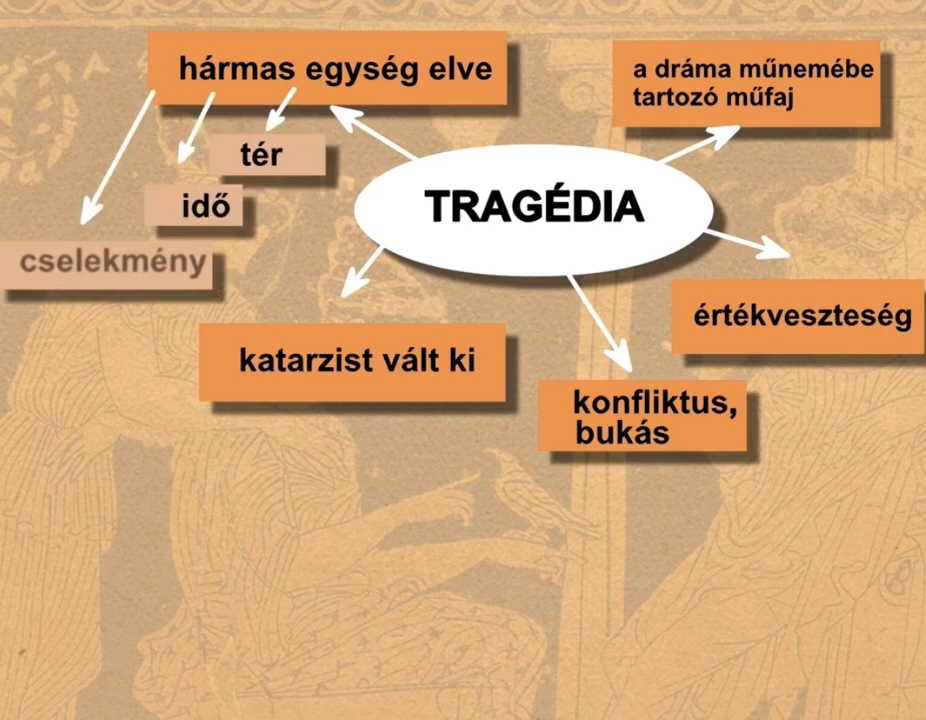 hármas egység elve
a dráma műnemébe
tartozó műfaj
tér
idő
cselekmény
TRAGÉDIA
értékveszteség
katarzist vált ki
konfliktus,
bukás